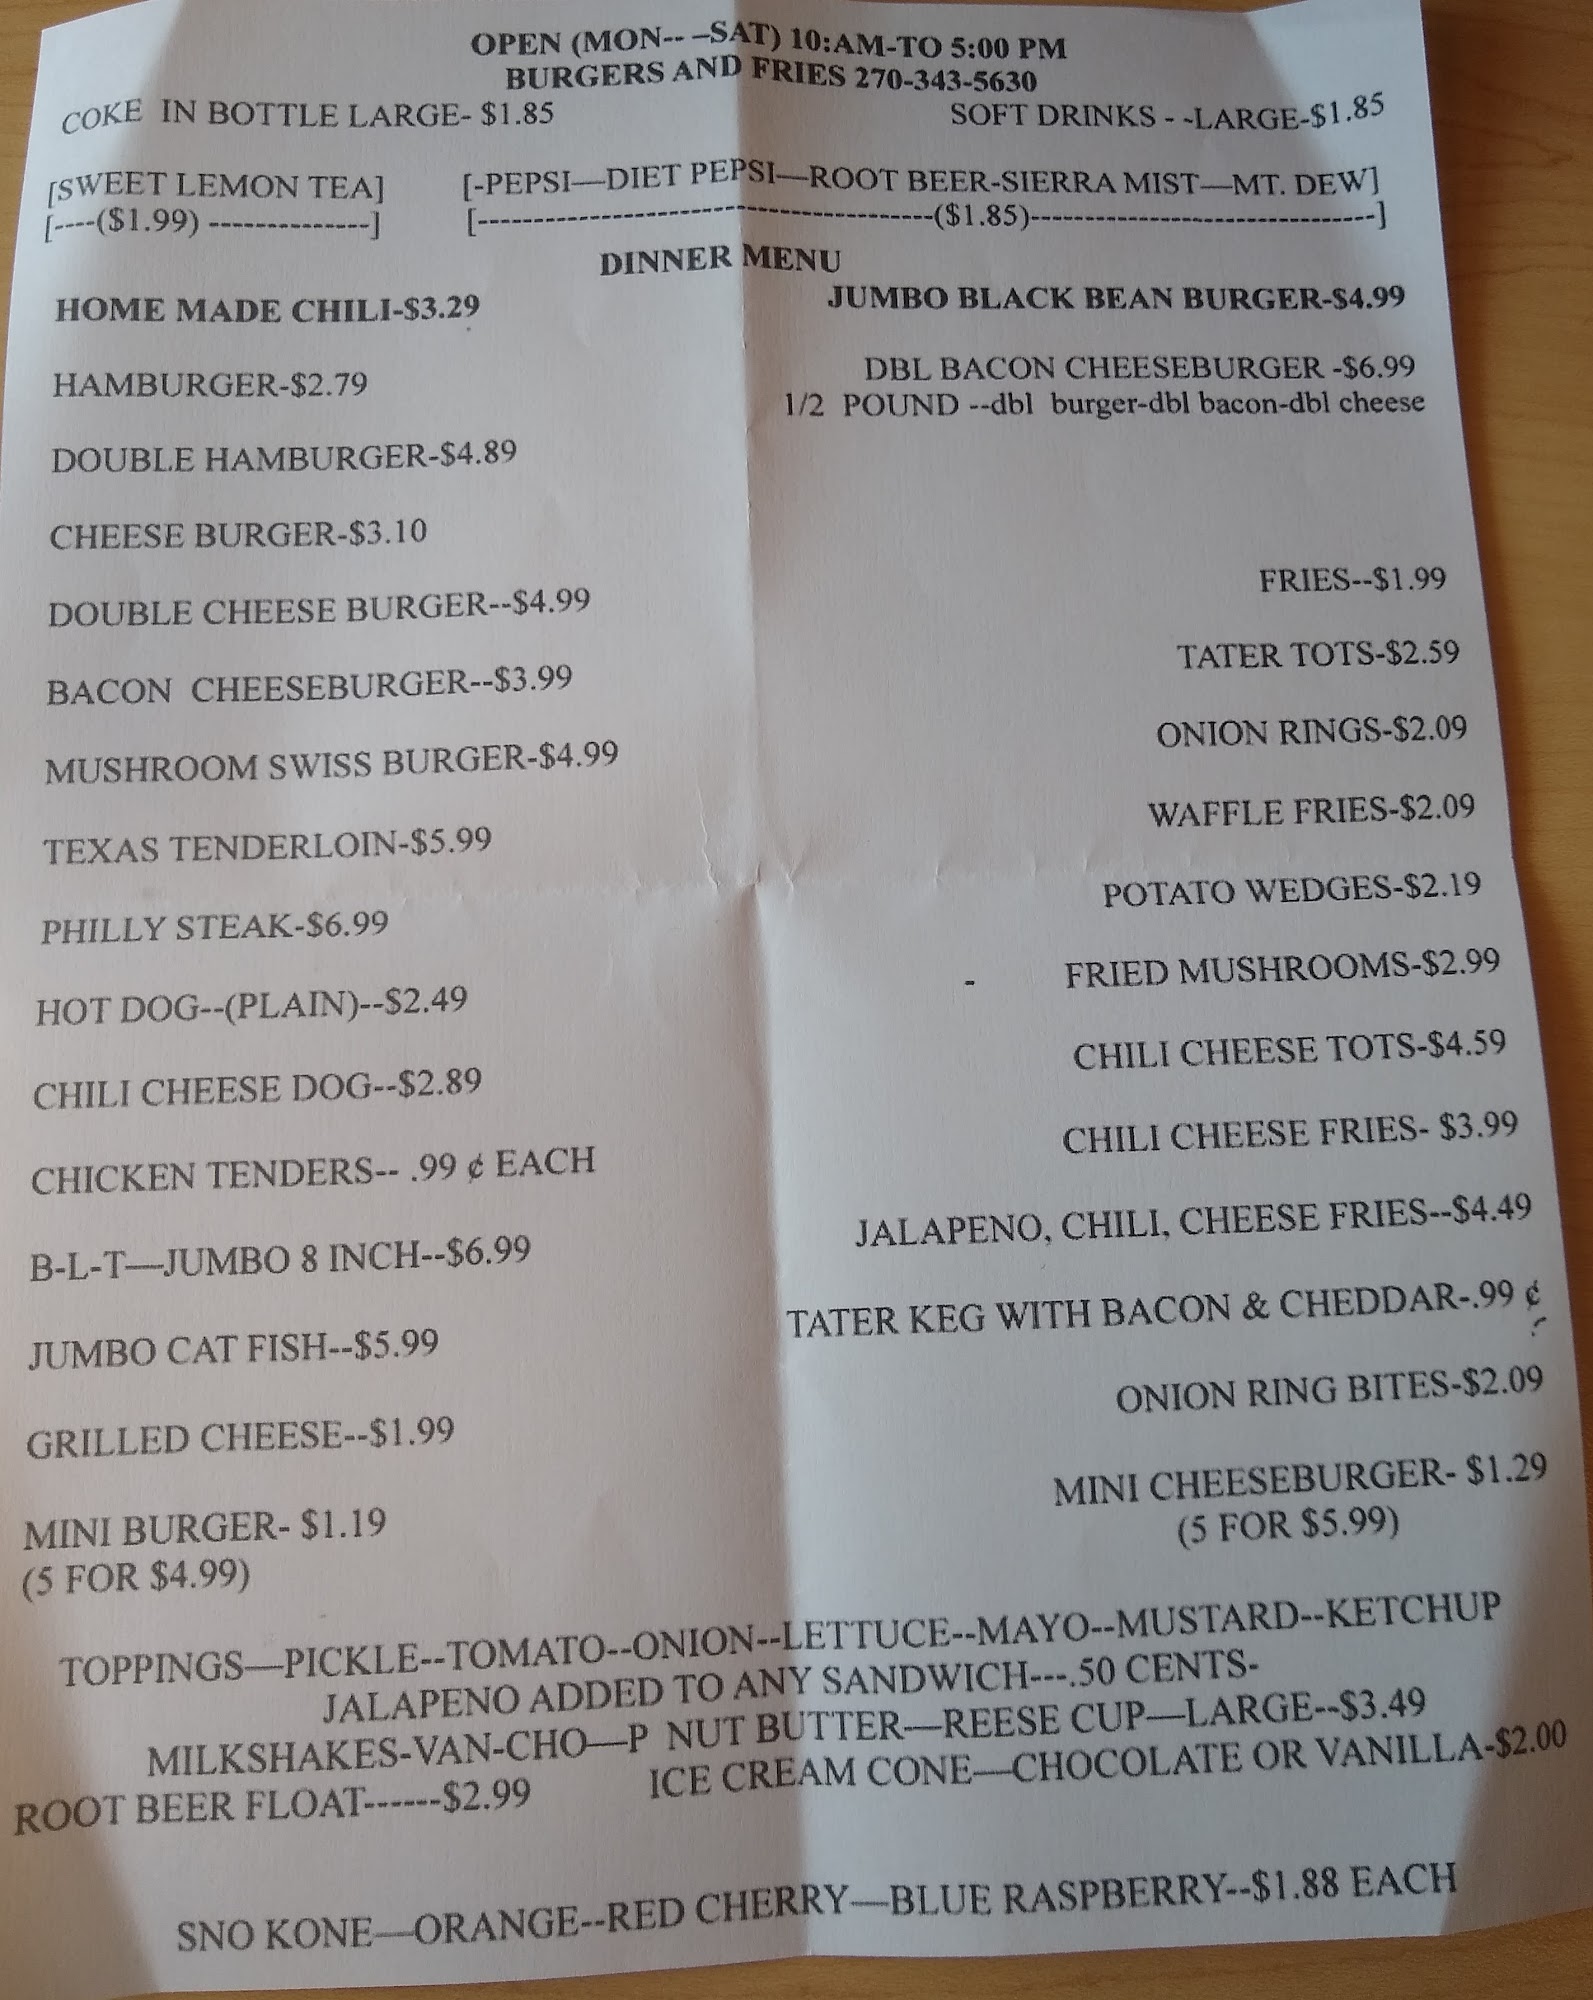 OPEN (MON-- –SAT) 10:AM-TO 5:00 PM
BURGERS AND FRIES 270-343-5630
COKE IN BOTTLE LARGE- $1.85 SOFT DRINKS - -LARGE-$1.85
[SWEET LEMON TEA] [-PEPSI—DIET PEPSI—ROOT BEER-SIERRA MIST—MT. DEW]
[----($1.99) --------------] [-----------------------------------------($1.85)-------------------------------]
DINNER MENU
HOME MADE CHILI-$3.29 JUMBO BLACK BEAN BURGER-$4.99
HAMBURGER-$2.79 DBL BACON CHEESEBURGER -$6.99
1/2 POUND --dbl burger-dbl bacon-dbl cheese
DOUBLE HAMBURGER-$4.89
CHEESE BURGER-$3.10
DOUBLE CHEESE BURGER--$4.99 FRIES--$1.99
BACON CHEESEBURGER--$3.99 TATER TOTS-$2.59
MUSHROOM SWISS BURGER-$4.99 ONION RINGS-$2.09
TEXAS TENDERLOIN-$5.99 WAFFLE FRIES-$2.09
PHILLY STEAK-$6.99 POTATO WEDGES-$2.19
HOT DOG--(PLAIN)--$2.49 - FRIED MUSHROOMS-$2.99
CHILI CHEESE DOG--$2.89 CHILI CHEESE TOTS-$4.59
CHICKEN TENDERS-- .99 ¢ EACH CHILI CHEESE FRIES- $3.99
B-L-T—JUMBO 8 INCH--$6.99 JALAPENO, CHILI, CHEESE FRIES--$4.49
JUMBO CAT FISH--$5.99 TATER KEG WITH BACON & CHEDDAR-.99 ¢
GRILLED CHEESE--$1.99 ONION RING BITES-$2.09
MINI BURGER- $1.19 MINI CHEESEBURGER- $1.29
(5 FOR $4.99) (5 FOR $5.99)
TOPPINGS—PICKLE--TOMATO--ONION--LETTUCE--MAYO--MUSTARD--KETCHUP
JALAPENO ADDED TO ANY SANDWICH---.50 CENTS-
MILKSHAKES-VAN-CHO—P NUT BUTTER—REESE CUP—LARGE--$3.49
ROOT BEER FLOAT------$2.99 ICE CREAM CONE—CHOCOLATE OR VANILLA-$2.00
SNO KONE—ORANGE--RED CHERRY—BLUE RASPBERRY--$1.88 EACH